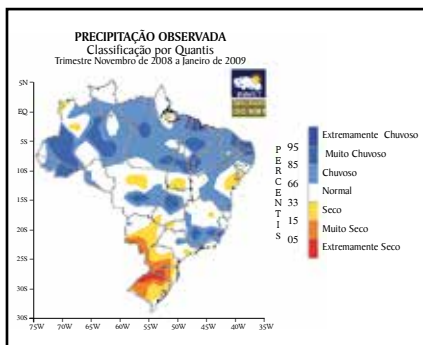 PRECIPITAÇÃO OBSERVADA
Classificação por Quantis
Trimestre Novembro de 2008 a Janeiro de 2009
5N
EQ
5S
10S
15S
20S
25S
30S
75W 70W 65W 60W 55W 50W 45W 40W 35W
PERCENTIS
95
85
66
33
15
05
Extremamente Chuvoso
Muito Chuvoso
Chuvoso
Normal
Seco
Muito Seco
Extremamente Seco